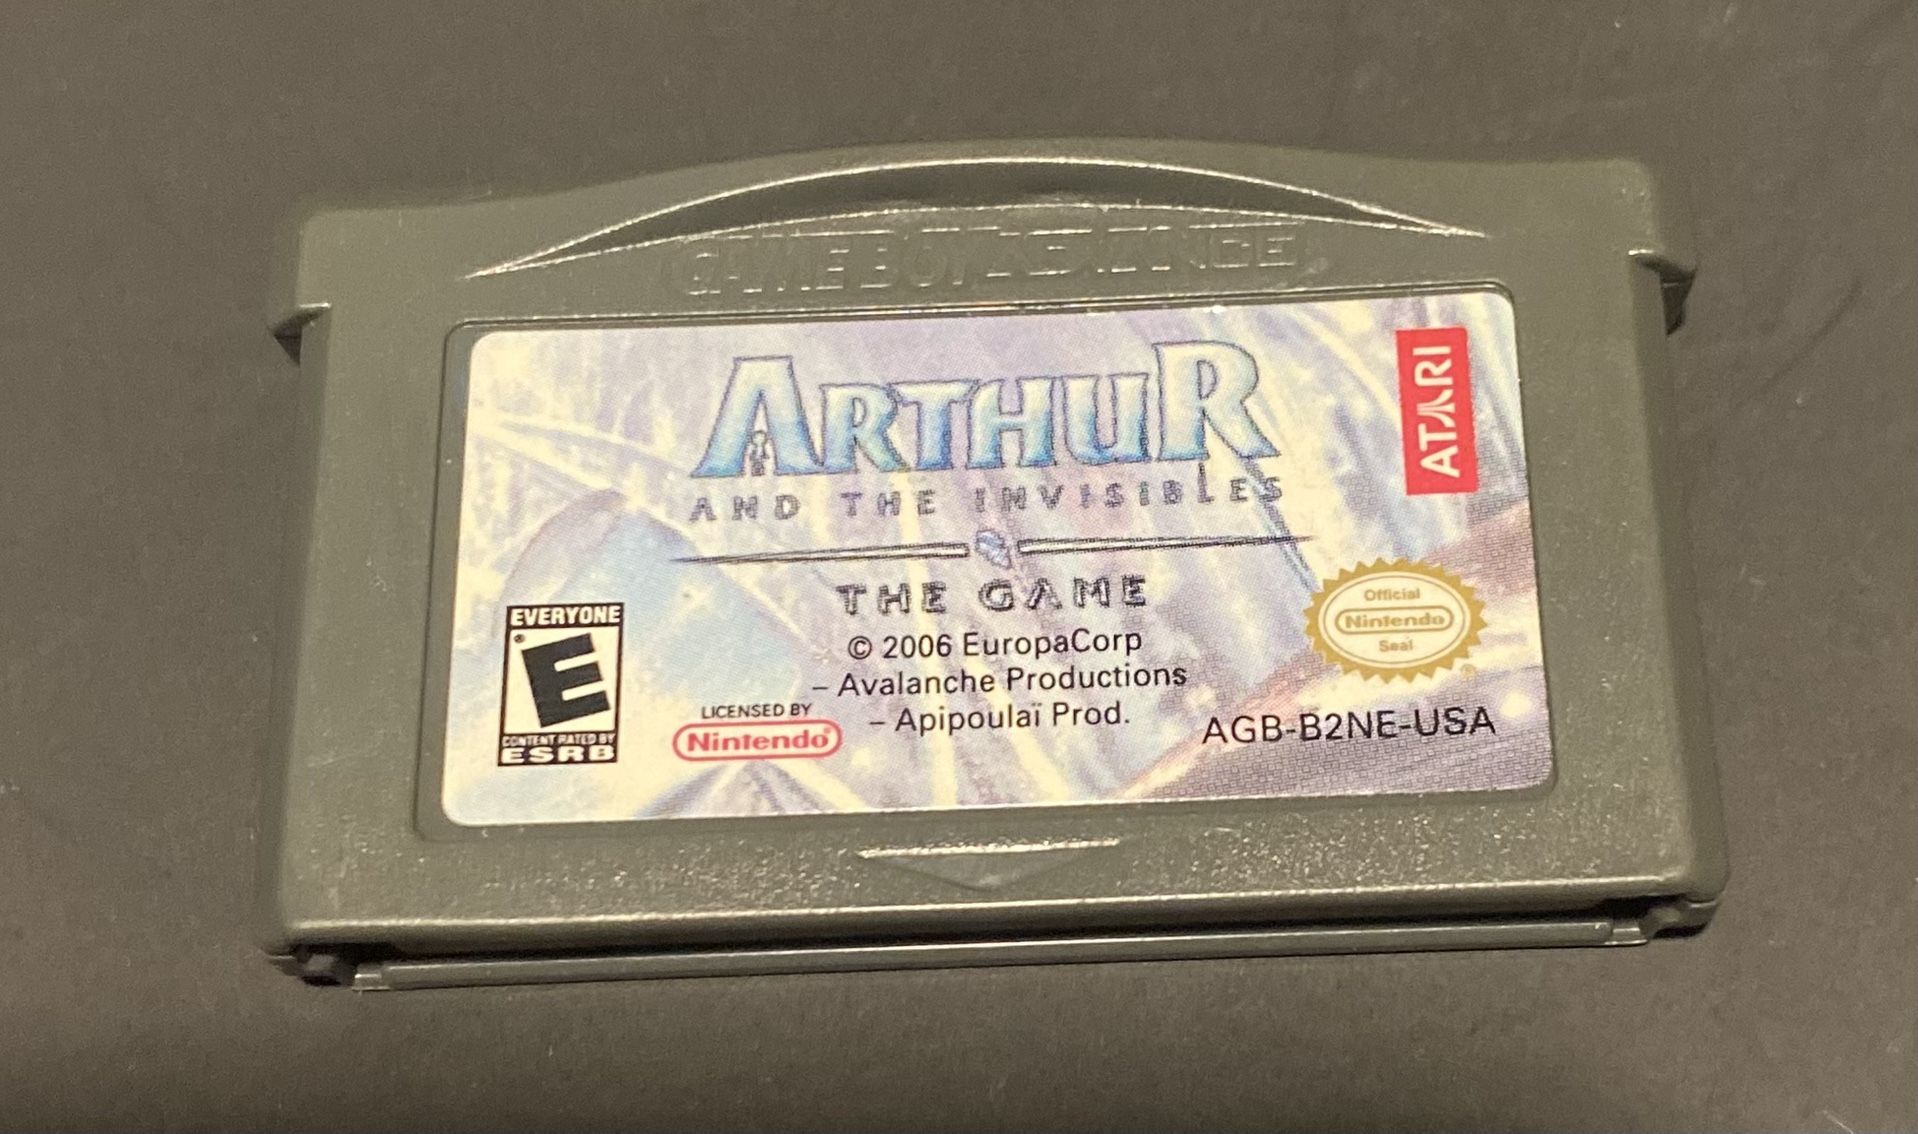 GAME BOY ADVANCE
ARTHUR
AND THE INVISIBLES
THE GAME
© 2006 EuropaCorp
– Avalanche Productions
– Apipoulaï Prod.
ATARI
EVERYONE
E
CONTENT RATED BY
ESRB
LICENSED BY
Nintendo®
Official
Nintendo
Seal
®
AGB-B2NE-USA